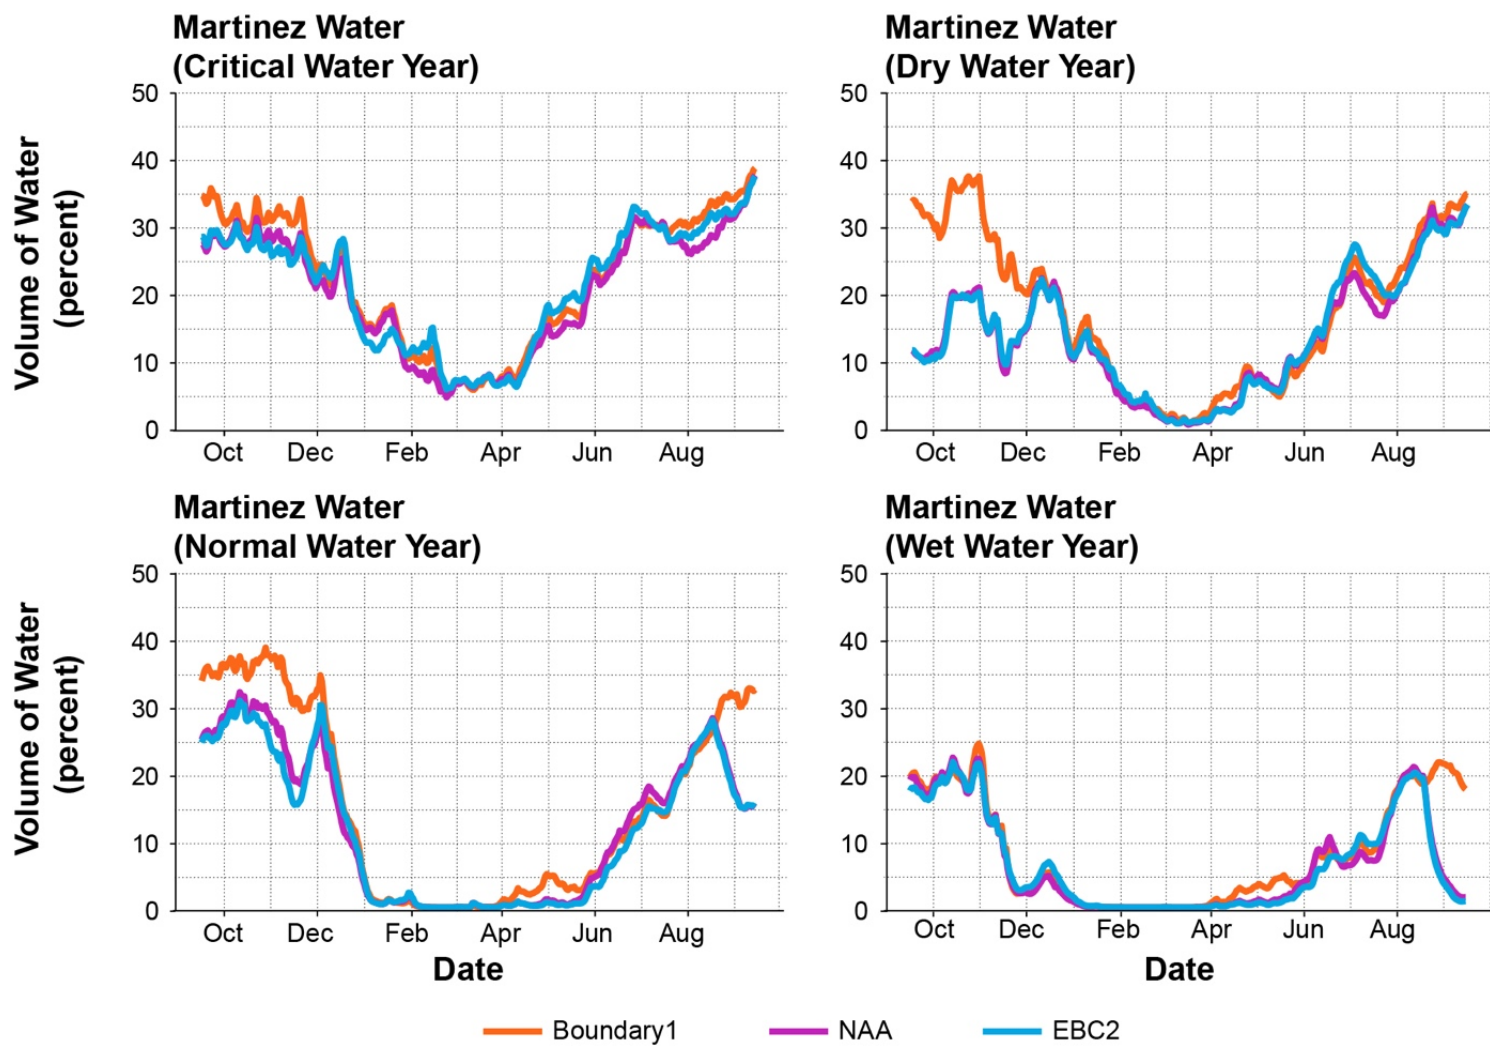 Martinez Water
(Critical Water Year)
Martinez Water
(Dry Water Year)
Volume of Water
(percent)
50
40
30
20
10
0
Oct Dec Feb Apr Jun Aug
50
40
30
20
10
0
Oct Dec Feb Apr Jun Aug
Martinez Water
(Normal Water Year)
Martinez Water
(Wet Water Year)
Volume of Water
(percent)
50
40
30
20
10
0
Oct Dec Feb Apr Jun Aug
Date
50
40
30
20
10
0
Oct Dec Feb Apr Jun Aug
Date
Boundary1 NAA EBC2